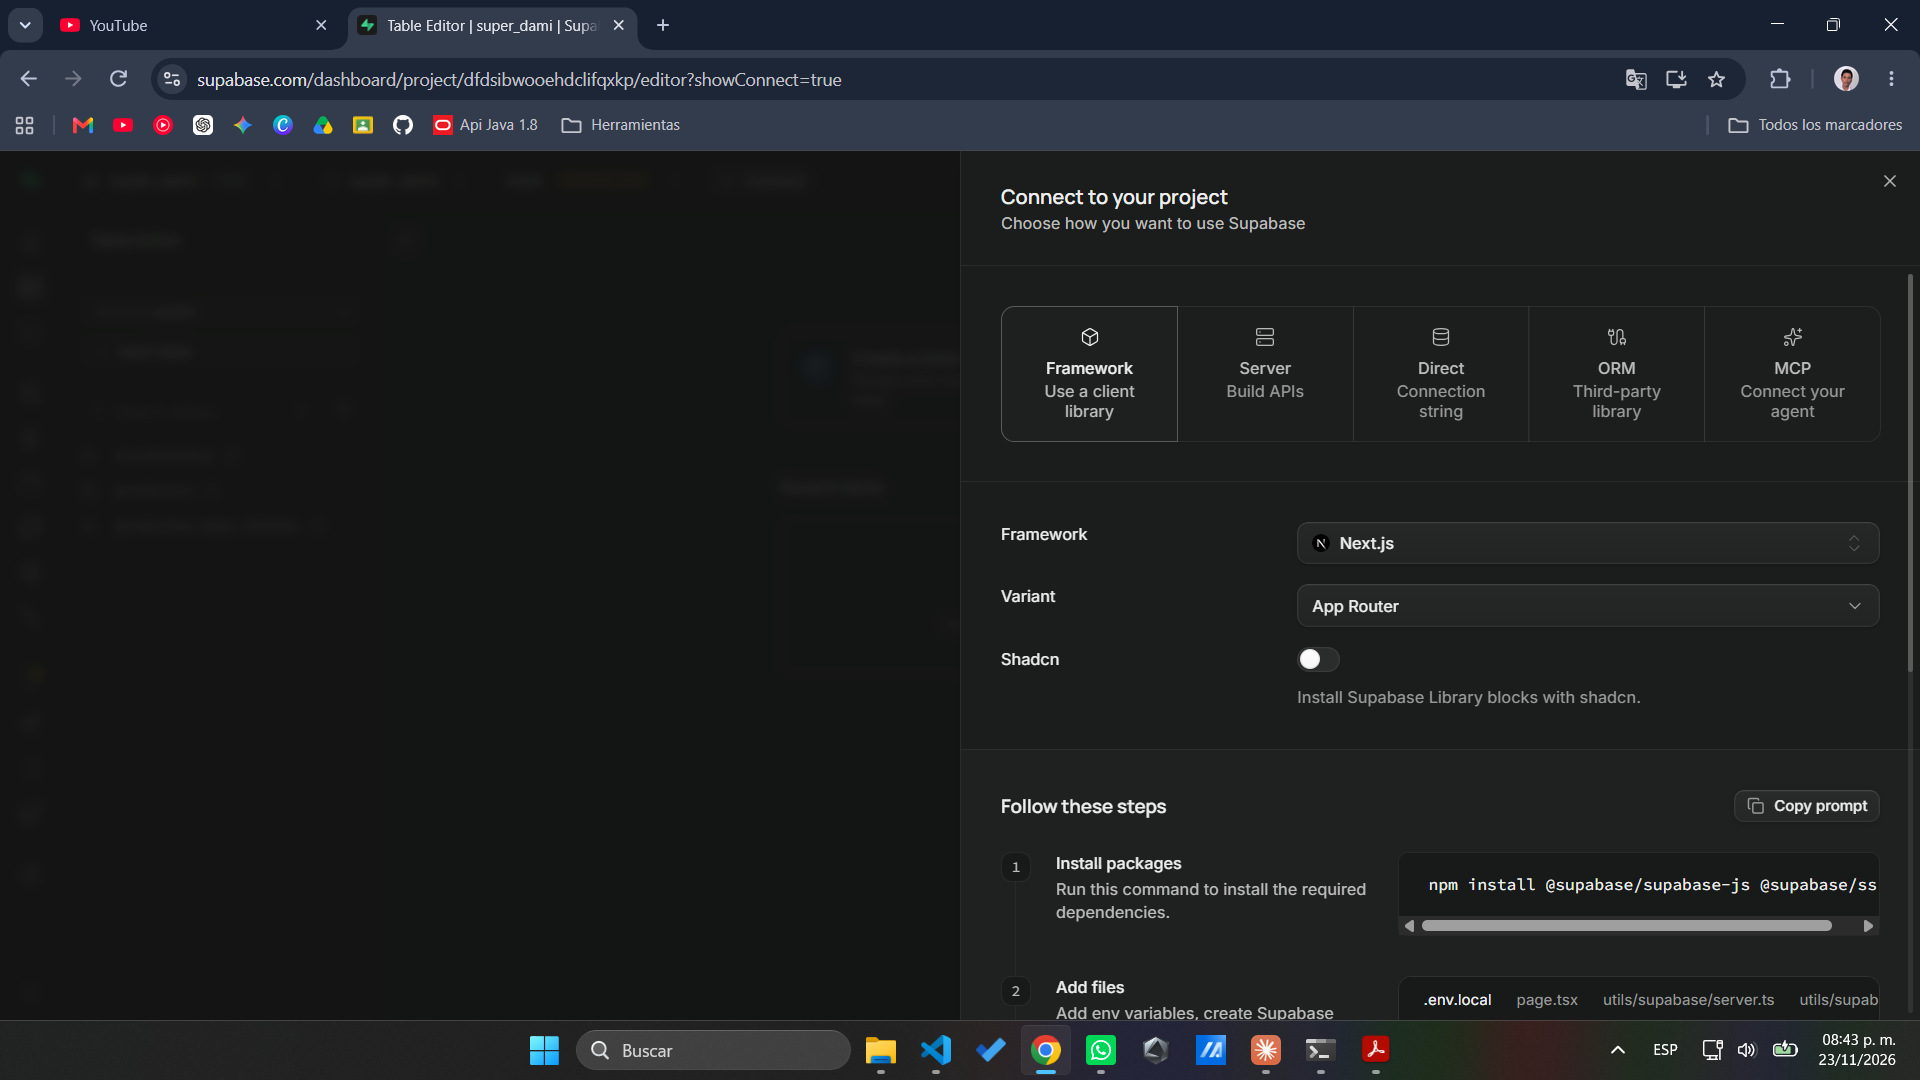 YouTube
Table Editor | super_dami | Supa
supabase.com/dashboard/project/dfdsibwooehdclifqxkp/editor?showConnect=true
Api Java 1.8
Herramientas
Todos los marcadores
Connect to your project
Choose how you want to use Supabase
Framework
Use a client
library
Server
Build APIs
Direct
Connection
string
ORM
Third-party
library
MCP
Connect your
agent
Framework
Next.js
Variant
App Router
Shadcn
Install Supabase Library blocks with shadcn.
Follow these steps
Copy prompt
1
Install packages
Run this command to install the required
dependencies.
npm install @supabase/supabase-js @supabase/ss
2
Add files
Add env variables, create Supabase
.env.local page.tsx utils/supabase/server.ts utils/supab
Buscar
ESP
08:43 p. m.
23/11/2026